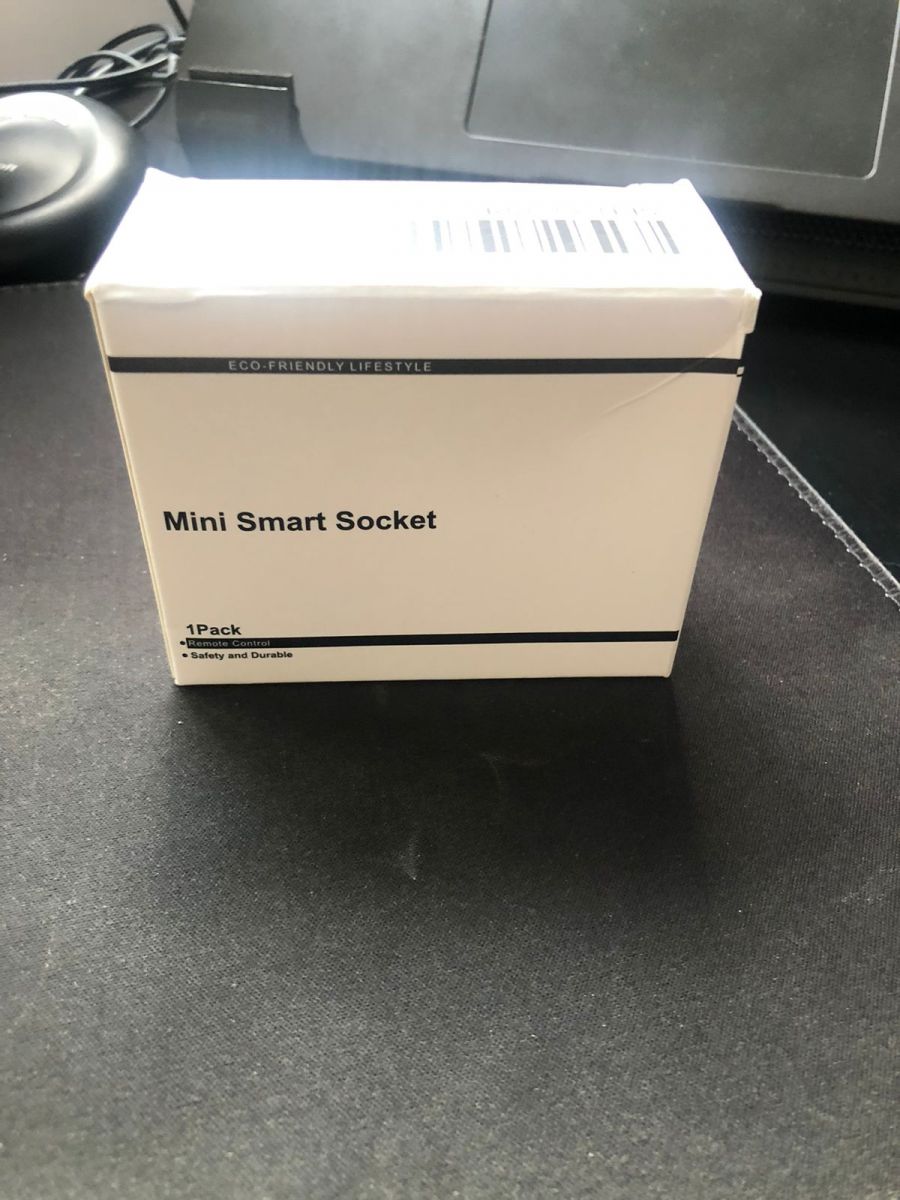 ECO-FRIENDLY LIFESTYLE
Mini Smart Socket
1Pack
• Remote Control
• Safety and Durable